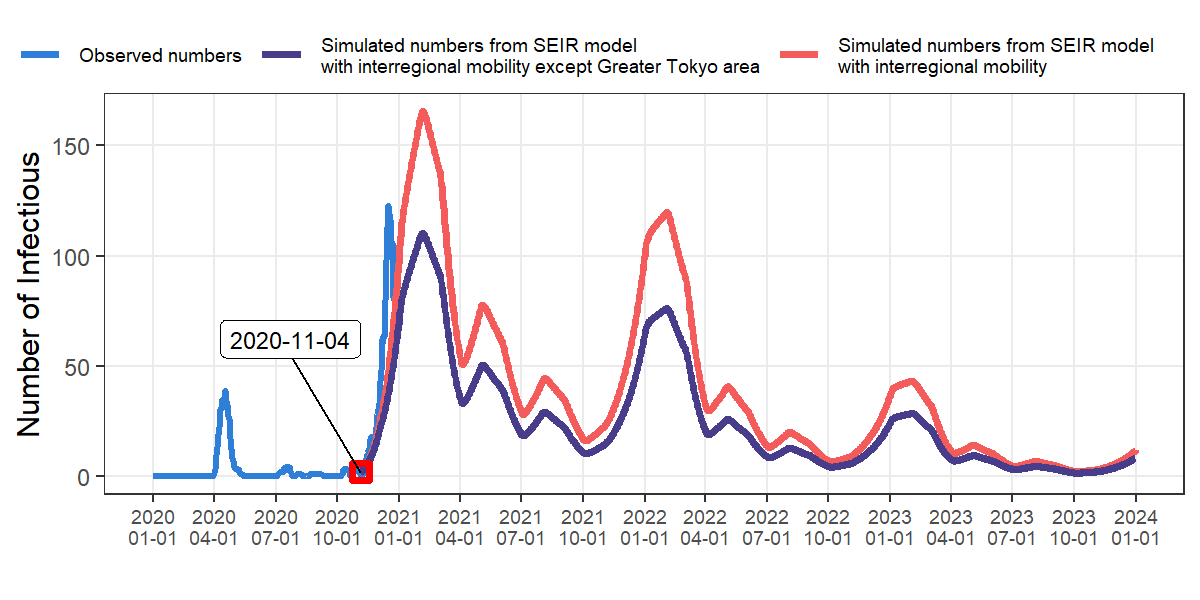 Observed numbers
Simulated numbers from SEIR model
with interregional mobility except Greater Tokyo area
Simulated numbers from SEIR model
with interregional mobility
Number of Infectious
150
100
50
0
2020-11-04
2020 2020 2020 2020 2021 2021 2021 2021 2022 2022 2022 2022 2023 2023 2023 2023 2024
01-01 04-01 07-01 10-01 01-01 04-01 07-01 10-01 01-01 04-01 07-01 10-01 01-01 04-01 07-01 10-01 01-01